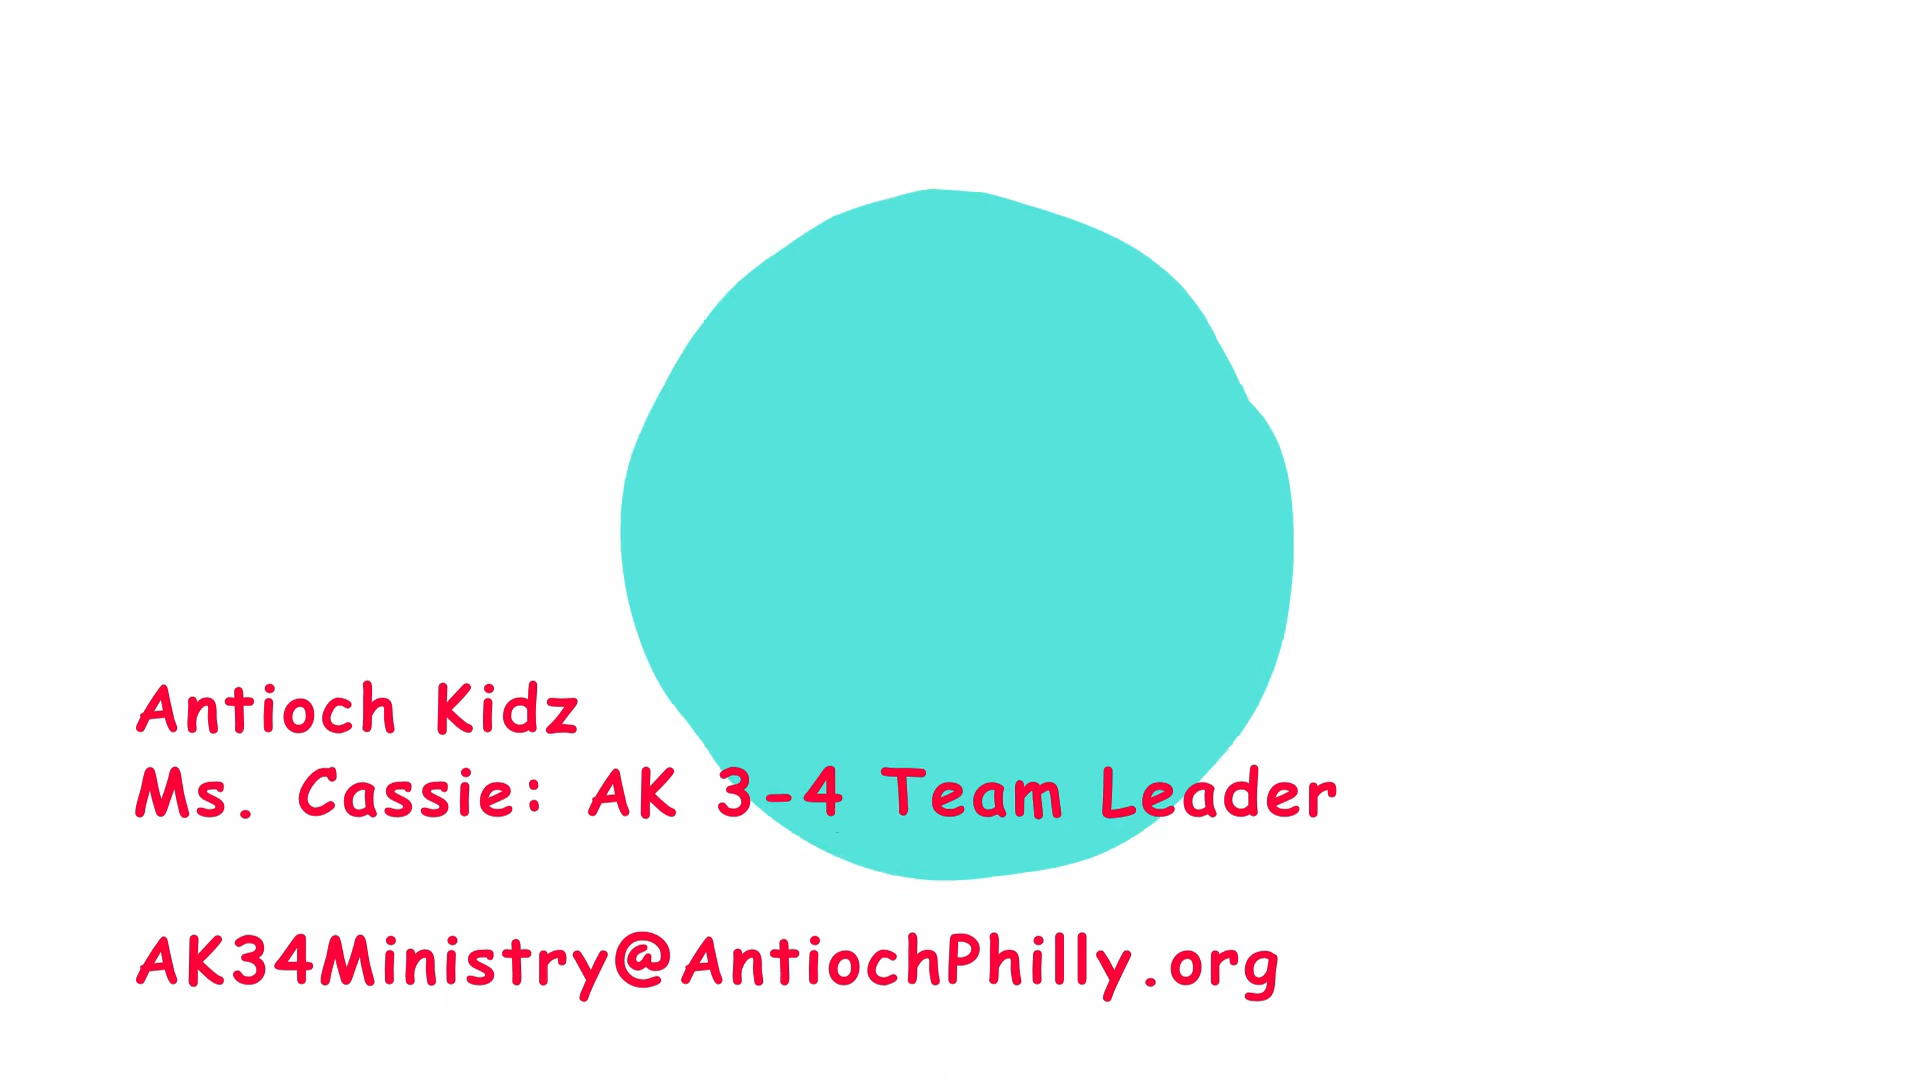 Antioch Kidz
Ms. Cassie: AK 3-4 Team Leader
AK34Ministry@AntiochPhilly.org